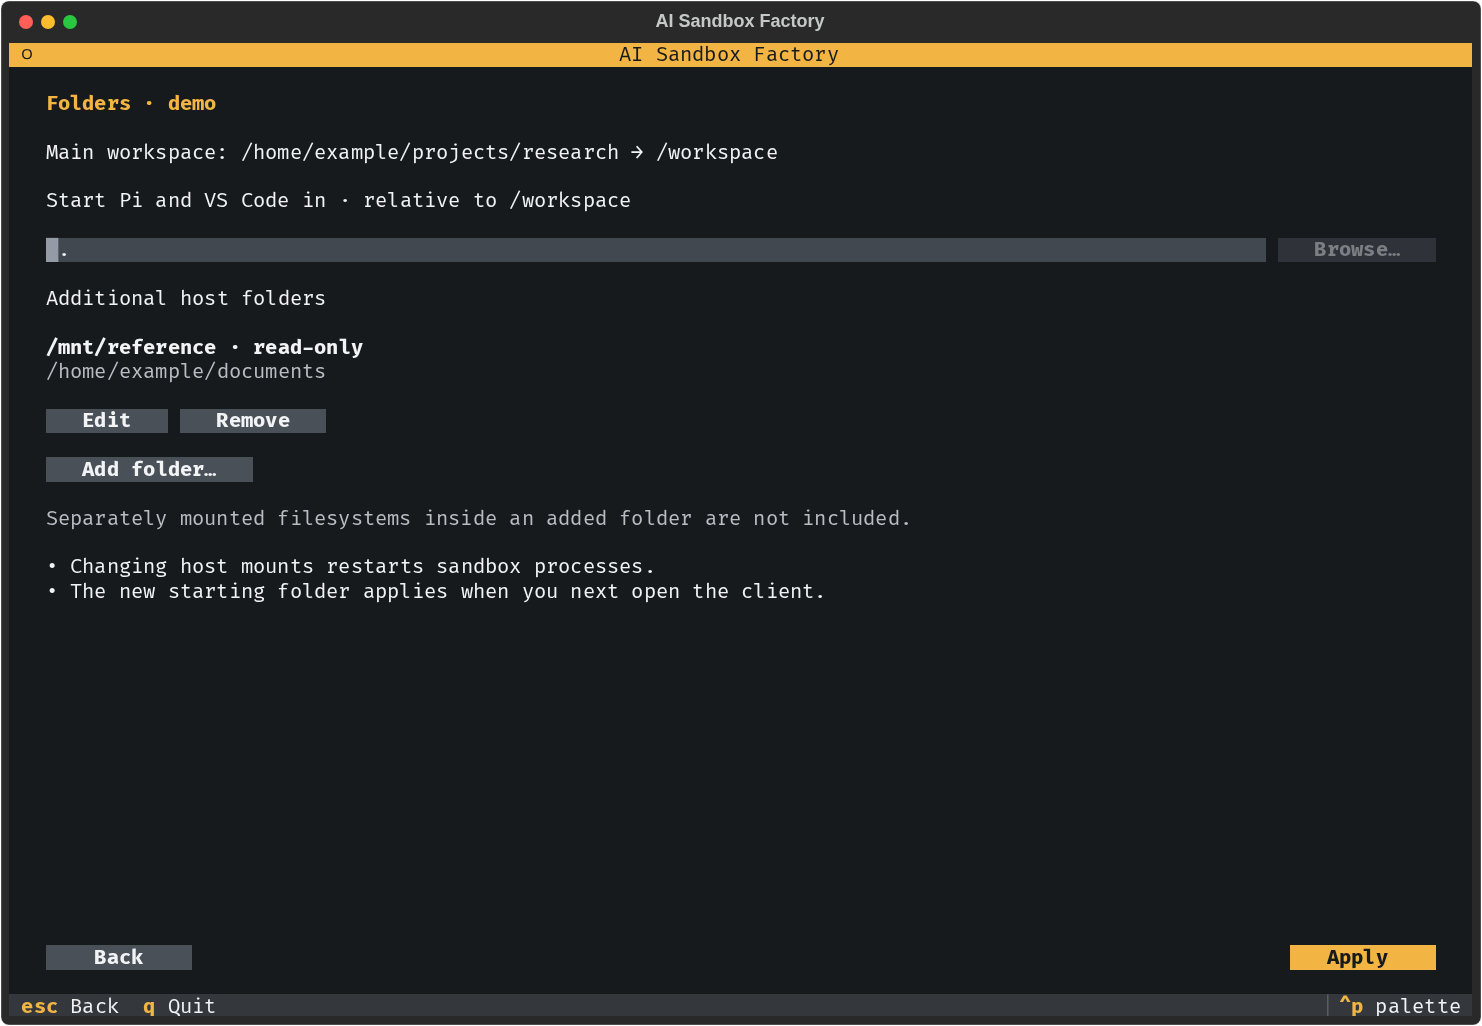 AI Sandbox Factory
O AI Sandbox Factory
Folders · demo
Main workspace: /home/example/projects/research → /workspace
Start Pi and VS Code in · relative to /workspace
. Browse…
Additional host folders
/mnt/reference · read-only
/home/example/documents
Edit Remove
Add folder…
Separately mounted filesystems inside an added folder are not included.
• Changing host mounts restarts sandbox processes.
• The new starting folder applies when you next open the client.
Back Apply
esc Back q Quit ^p palette